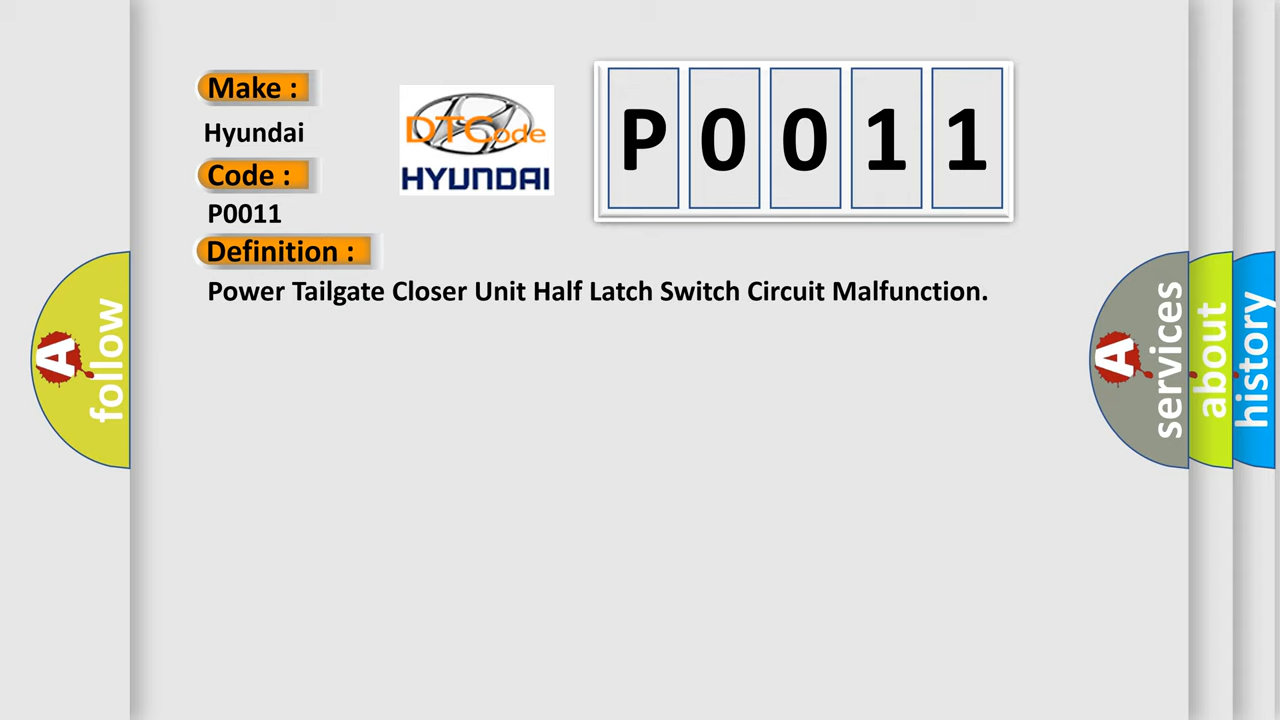 Make :
Hyundai
Code :
P0011
Definition :
Power Tailgate Closer Unit Half Latch Switch Circuit Malfunction.
DTCode
HYUNDAI
P 0 0 1 1
A follow
A services
about
history